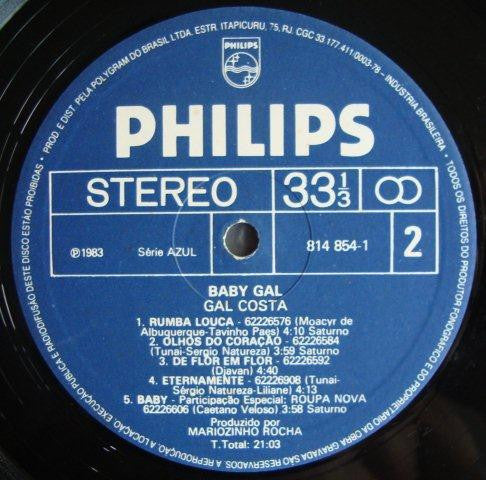 PROD. E DIST. PELA POLYGRAM DO BRASIL LTDA. ESTR. ITAPICURU, 75, RJ, CGC 33.177.411/0003-76 - INDÚSTRIA BRASILEIRA
• TODOS OS DIREITOS DO PRODUTOR FONOGRÁFICO E DO PROPRIETÁRIO DA OBRA GRAVADA SÃO RESERVADOS. A REPRODUÇÃO, A LOCAÇÃO, EXECUÇÃO PÚBLICA E RADIODIFUSÃO DESTE DISCO ESTÃO PROIBIDAS •
PHILIPS
PHILIPS
STEREO 33 1/3
℗1983 Série AZUL 814 854-1 2
BABY GAL
GAL COSTA
1. RUMBA LOUCA - 62226576 (Moacyr de
Albuquerque-Tavinho Paes) 4:10 Saturno
2. OLHOS DO CORAÇÃO - 62226584
(Tunai-Sergio Natureza) 3:59 Saturno
3. DE FLOR EM FLOR - 62226592
(Djavan) 4:40
4. ETERNAMENTE - 62226908 (Tunai-
Sérgio Natureza-Liliane) 4:13
5. BABY - Participação Especial: ROUPA NOVA
62226606 (Caetano Veloso) 3:58 Saturno
Produzido por
MARIOZINHO ROCHA
T.Total: 21:03